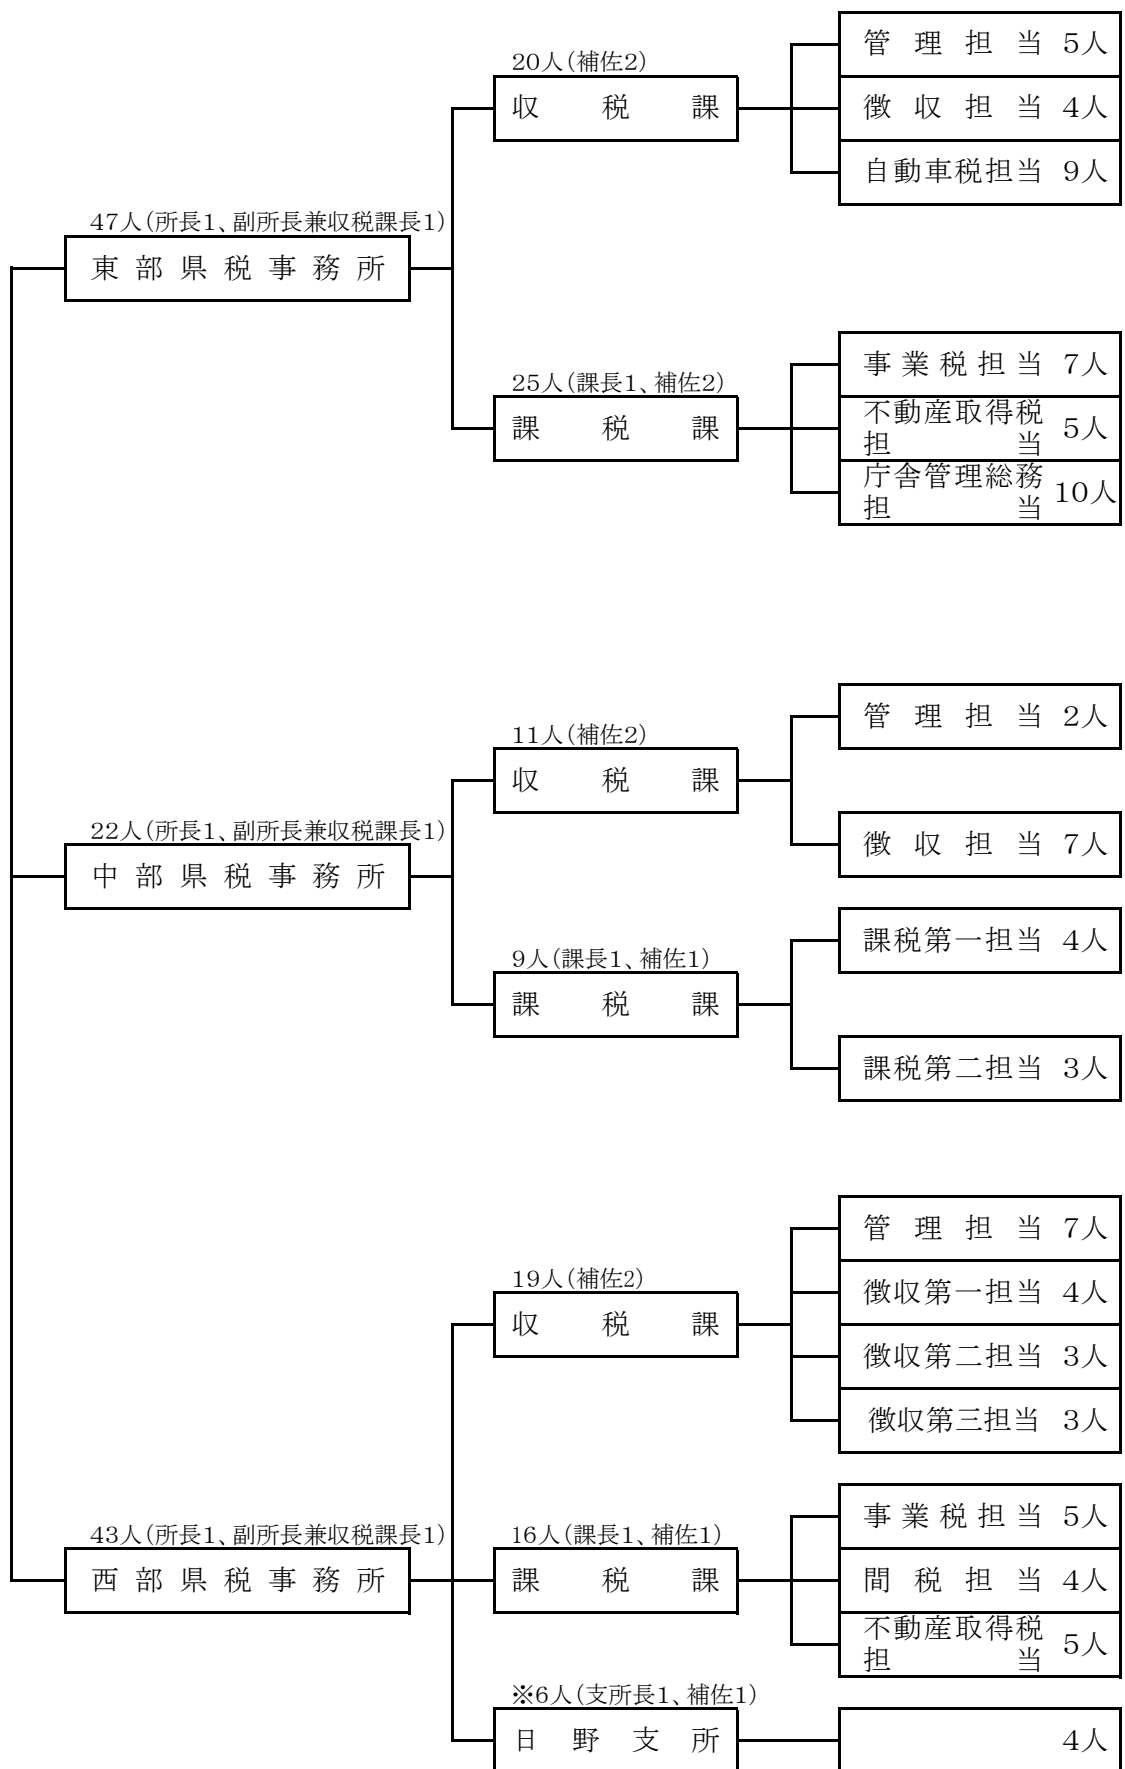 20人(補佐2)
収税課
管理担当 5人
徴収担当 4人
自動車税担当 9人
47人(所長1、副所長兼収税課長1)
東部県税事務所
25人(課長1、補佐2)
課税課
事業税担当 7人
不動産取得税
担当 5人
庁舎管理総務
担当 10人
11人(補佐2)
収税課
管理担当 2人
徴収担当 7人
22人(所長1、副所長兼収税課長1)
中部県税事務所
9人(課長1、補佐1)
課税課
課税第一担当 4人
課税第二担当 3人
19人(補佐2)
収税課
管理担当 7人
徴収第一担当 4人
徴収第二担当 3人
徴収第三担当 3人
43人(所長1、副所長兼収税課長1)
西部県税事務所
16人(課長1、補佐1)
課税課
事業税担当 5人
間税担当 4人
不動産取得税
担当 5人
※6人(支所長1、補佐1)
日野支所
4人